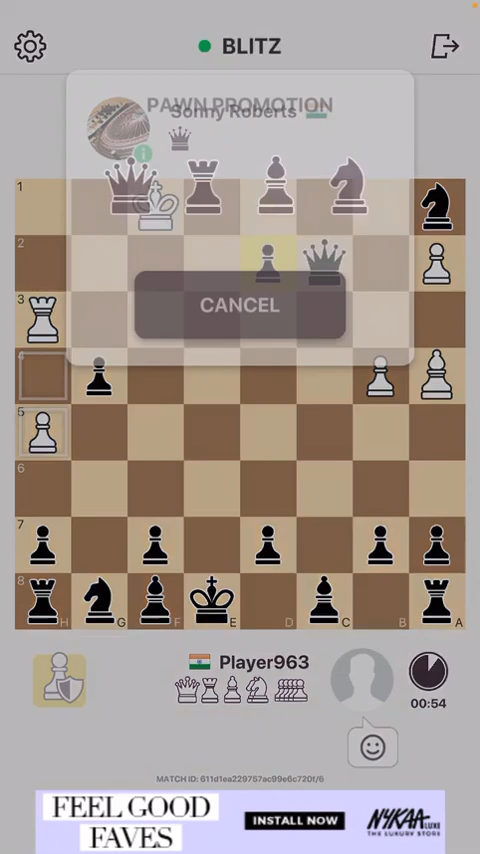 BLITZ
PAWN PROMOTION
Sonny Roberts
i
CANCEL
1
2
3
4
5
6
7
8
H G F E D C B A
Player963
00:54
MATCH ID: 611d1ea229757ac99e6c720f/6
FEEL GOOD
FAVES
INSTALL NOW
NYKAA LUXE
THE LUXURY STORE